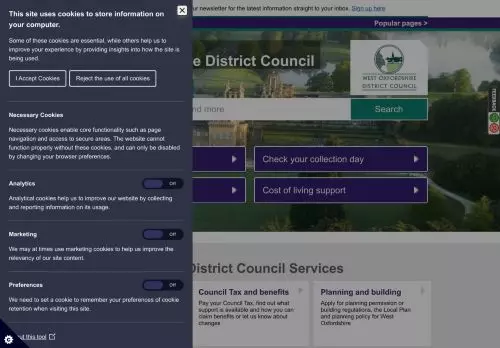 This site uses cookies to store information on
your computer.
Some of these cookies are essential, while others help us to
improve your experience by providing insights into how the site is
being used.
I Accept Cookies
Reject the use of all cookies
Necessary Cookies
Necessary cookies enable core functionality such as page
navigation and access to secure areas. The website cannot
function properly without these cookies, and can only be disabled
by changing your browser preferences.
Analytics
Off
Analytical cookies help us to improve our website by collecting
and reporting information on its usage.
Marketing
Off
We may at times use marketing cookies to help us improve the
relevancy of our site content.
Preferences
Off
We need to set a cookie to remember your preferences of cookie
retention when visiting this site.
this tool
newsletter for the latest information straight to your inbox. Sign up here
Popular pages >
District Council
WEST OXFORDSHIRE
DISTRICT COUNCIL
nd more
Search
FEEDBACK
Check your collection day
Cost of living support
District Council Services
Council Tax and benefits
Pay your Council Tax, find out what
support is available and how you can
claim benefits or let us know about
changes
Planning and building
Apply for planning permission or
building regulations, the Local Plan
and planning policy for West
Oxfordshire